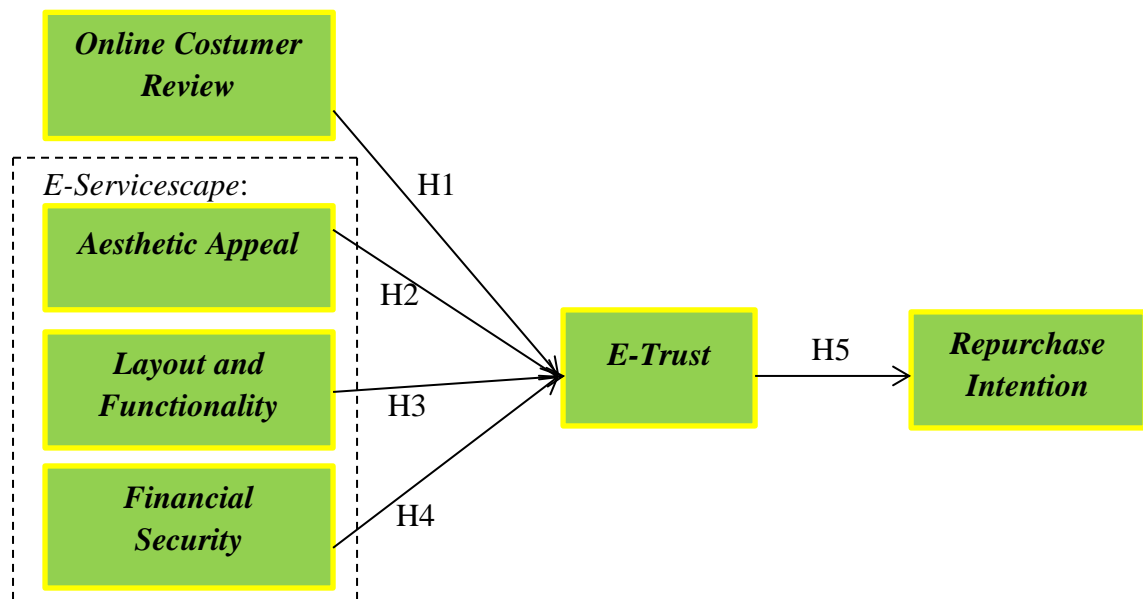 Online Costumer
Review
H1
E-Servicescape:
Aesthetic Appeal
H2
Layout and
Functionality
H3
Financial
Security
H4
E-Trust
H5
Repurchase
Intention